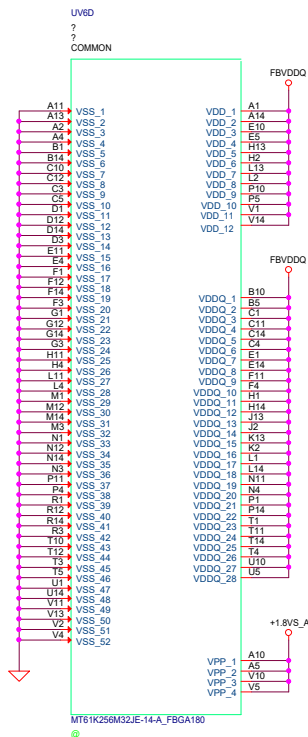 UV6D
?
?
COMMON
A11 VSS_1
A13 VSS_2
A2 VSS_3
A4 VSS_4
B1 VSS_5
B14 VSS_6
C10 VSS_7
C12 VSS_8
C3 VSS_9
C5 VSS_10
D1 VSS_11
D12 VSS_12
D14 VSS_13
D3 VSS_14
E11 VSS_15
E4 VSS_16
F1 VSS_17
F12 VSS_18
F14 VSS_19
F3 VSS_20
G1 VSS_21
G12 VSS_22
G14 VSS_23
G3 VSS_24
H11 VSS_25
H4 VSS_26
L11 VSS_27
L4 VSS_28
M1 VSS_29
M12 VSS_30
M14 VSS_31
M3 VSS_32
N1 VSS_33
N12 VSS_34
N14 VSS_35
N3 VSS_36
P11 VSS_37
P4 VSS_38
R1 VSS_39
R12 VSS_40
R14 VSS_41
R3 VSS_42
T10 VSS_43
T12 VSS_44
T3 VSS_45
T5 VSS_46
U1 VSS_47
U14 VSS_48
V11 VSS_49
V13 VSS_50
V2 VSS_51
V4 VSS_52
FBVDDQ
VDD_1 A1
VDD_2 A14
VDD_3 E10
VDD_4 E5
VDD_5 H13
VDD_6 H2
VDD_7 L13
VDD_8 L2
VDD_9 P10
VDD_10 P5
VDD_11 V1
VDD_12 V14
FBVDDQ
VDDQ_1 B10
VDDQ_2 B5
VDDQ_3 C1
VDDQ_4 C11
VDDQ_5 C14
VDDQ_6 C4
VDDQ_7 E1
VDDQ_8 E14
VDDQ_9 F11
VDDQ_10 F4
VDDQ_11 H1
VDDQ_12 H14
VDDQ_13 J13
VDDQ_14 J2
VDDQ_15 K13
VDDQ_16 K2
VDDQ_17 L1
VDDQ_18 L14
VDDQ_19 N11
VDDQ_20 N4
VDDQ_21 P1
VDDQ_22 P14
VDDQ_23 T1
VDDQ_24 T11
VDDQ_25 T14
VDDQ_26 T4
VDDQ_27 U10
VDDQ_28 U5
+1.8VS_A
VPP_1 A10
VPP_2 A5
VPP_3 V10
VPP_4 V5
MT61K256M32JE-14-A_FBGA180
@